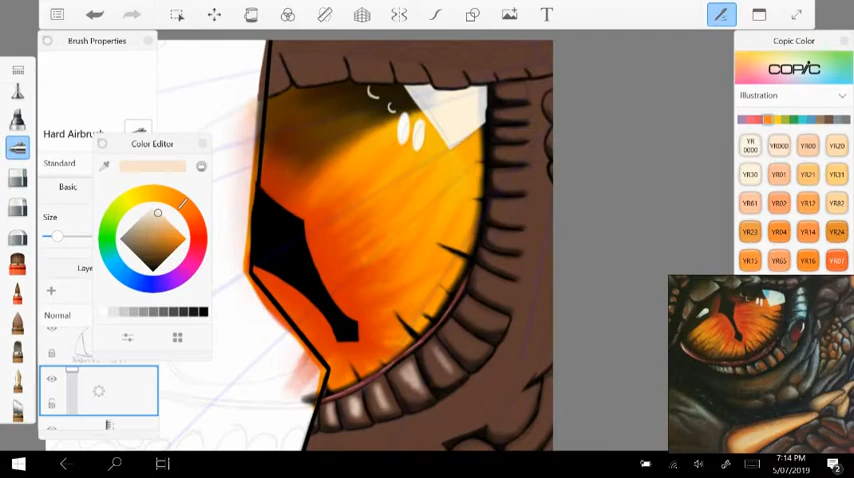 Brush Properties
Hard Airbrush
Standard
Basic
Size
Normal
Color Editor
Copic Color
COPIC
Illustration
YR
0000
YR000
YR00
YR20
YR30
YR01
YR21
YR31
YR61
YR02
YR12
YR82
YR23
YR04
YR14
YR24
YR15
YR65
YR16
YR07
7:14 PM
5/07/2019
2